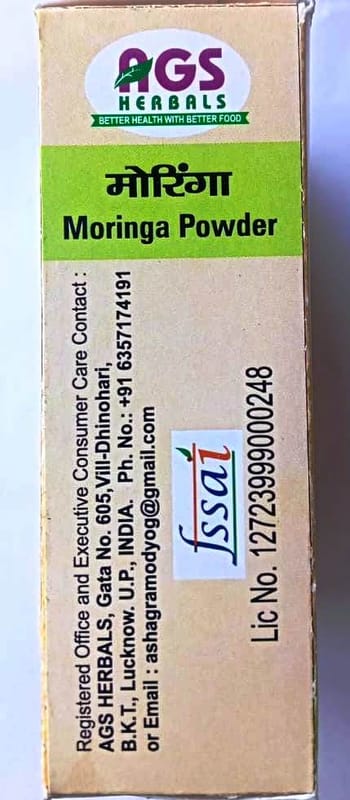 AGS
HERBALS
BETTER HEALTH WITH BETTER FOOD
मोरिंगा
Moringa Powder
Registered Office and Executive Consumer Care Contact :
AGS HERBALS, Gata No. 605,Vill-Dhinohari,
B.K.T., Lucknow. U.P., INDIA. Ph. No.: +91 6357174191
or Email : ashagramodyog@gmail.com
fssai
Lic No. 12723999000248